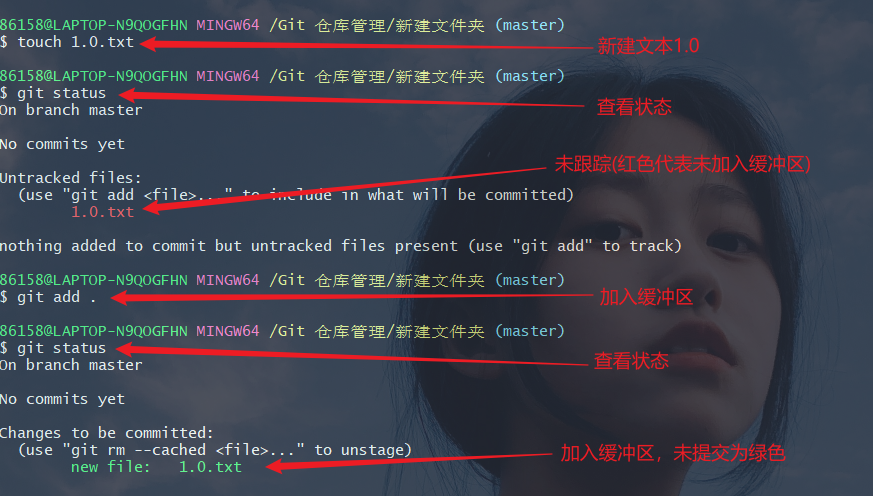 86158@LAPTOP-N9QOGFHN MINGW64 /Git 仓库管理/新建文件夹 (master)
$ touch 1.0.txt
新建文本1.0
86158@LAPTOP-N9QOGFHN MINGW64 /Git 仓库管理/新建文件夹 (master)
$ git status
查看状态
On branch master
No commits yet
Untracked files:
未跟踪(红色代表未加入缓冲区)
(use "git add <file>..." to include in what will be committed)
1.0.txt
nothing added to commit but untracked files present (use "git add" to track)
86158@LAPTOP-N9QOGFHN MINGW64 /Git 仓库管理/新建文件夹 (master)
$ git add .
加入缓冲区
86158@LAPTOP-N9QOGFHN MINGW64 /Git 仓库管理/新建文件夹 (master)
$ git status
查看状态
On branch master
No commits yet
Changes to be committed:
(use "git rm --cached <file>..." to unstage)
加入缓冲区，未提交为绿色
new file:   1.0.txt